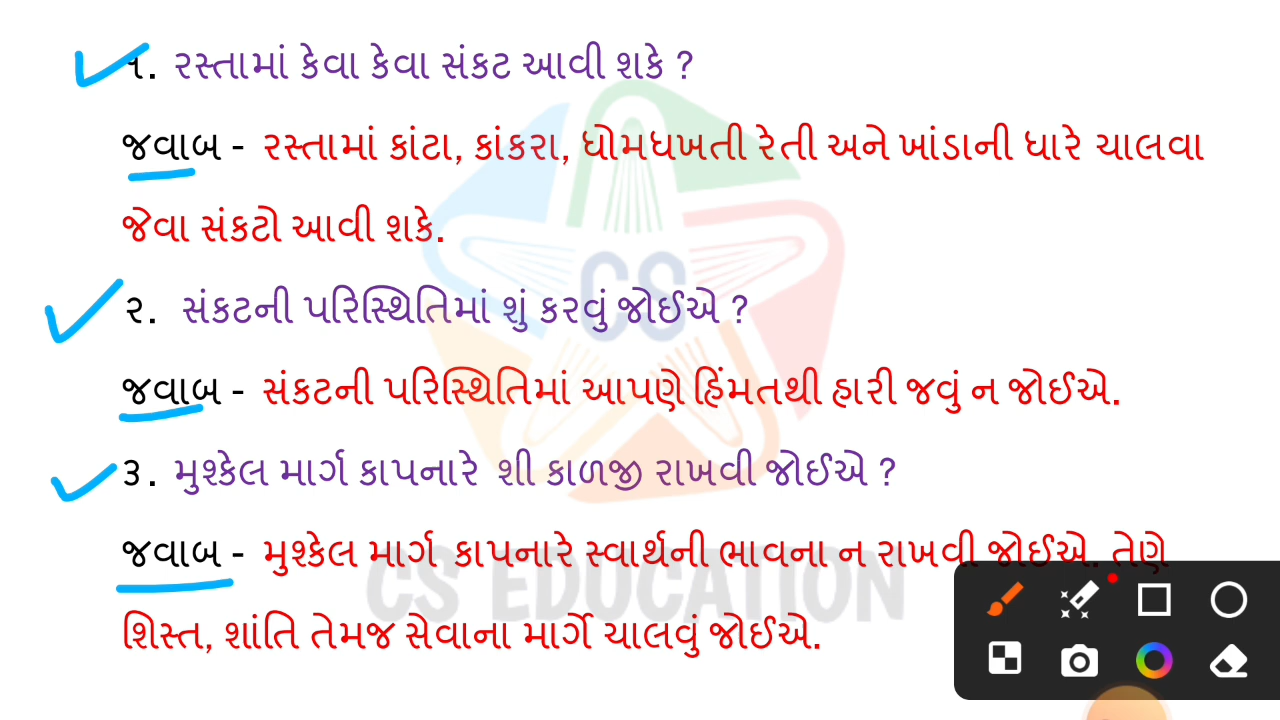 ૧. રસ્તામાં કેવા કેવા સંકટ આવી શકે ?
જવાબ - રસ્તામાં કાંટા, કાંકરા, ધોમધખતી રેતી અને ખાંડાની ધારે ચાલવા
જેવા સંકટો આવી શકે.
૨. સંકટની પરિસ્થિતિમાં શું કરવું જોઈએ ?
જવાબ - સંકટની પરિસ્થિતિમાં આપણે હિંમતથી હારી જવું ન જોઈએ.
૩. મુશ્કેલ માર્ગ કાપનારે શી કાળજી રાખવી જોઈએ ?
જવાબ - મુશ્કેલ માર્ગ કાપનારે સ્વાર્થની ભાવના ન રાખવી જોઈએ. તેણે
શિસ્ત, શાંતિ તેમજ સેવાના માર્ગે ચાલવું જોઈએ.
CS
CS EDUCATION